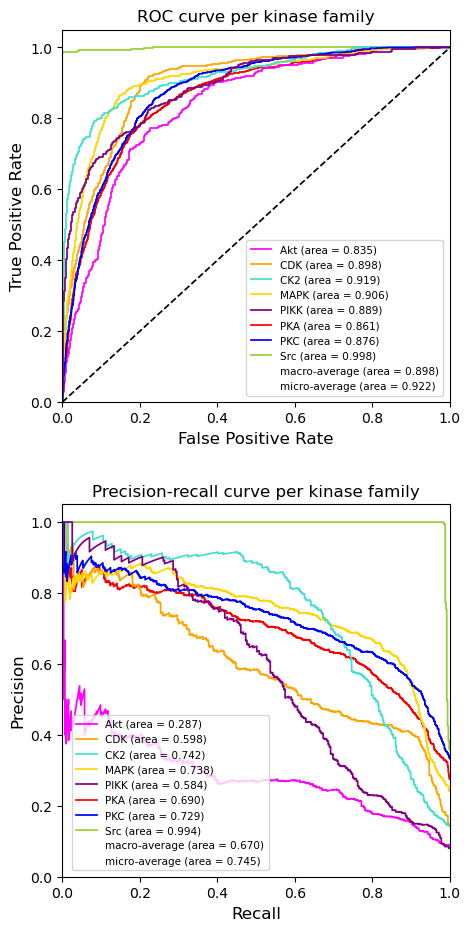 ROC curve per kinase family
1.0
0.8
0.6
0.4
0.2
0.0
True Positive Rate
Akt (area = 0.835)
CDK (area = 0.898)
CK2 (area = 0.919)
MAPK (area = 0.906)
PIKK (area = 0.889)
PKA (area = 0.861)
PKC (area = 0.876)
Src (area = 0.998)
macro-average (area = 0.898)
micro-average (area = 0.922)
0.0 0.2 0.4 0.6 0.8 1.0
False Positive Rate
Precision-recall curve per kinase family
1.0
0.8
0.6
0.4
0.2
0.0
Precision
Akt (area = 0.287)
CDK (area = 0.598)
CK2 (area = 0.742)
MAPK (area = 0.738)
PIKK (area = 0.584)
PKA (area = 0.690)
PKC (area = 0.729)
Src (area = 0.994)
macro-average (area = 0.670)
micro-average (area = 0.745)
0.0 0.2 0.4 0.6 0.8 1.0
Recall